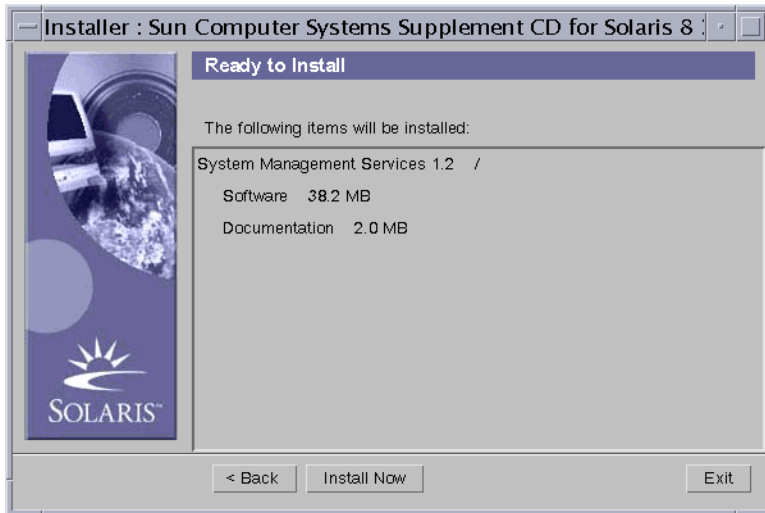 Installer : Sun Computer Systems Supplement CD for Solaris 8
Ready to Install
The following items will be installed:
System Management Services 1.2 /
Software 38.2 MB
Documentation 2.0 MB
SOLARIS™
< Back Install Now Exit